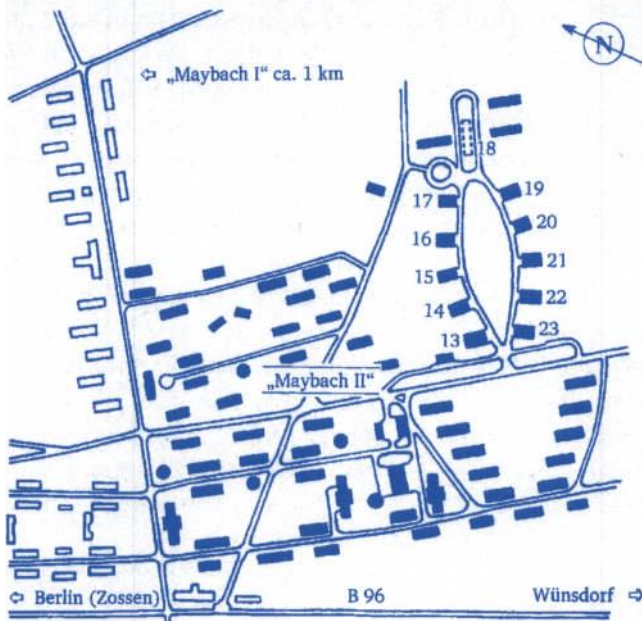 N
⇦ „Maybach I“ ca. 1 km
18
17
19
20
16
21
15
22
14
13
23
„Maybach II“
⇦ Berlin (Zossen)
B 96
Wünsdorf ⇨